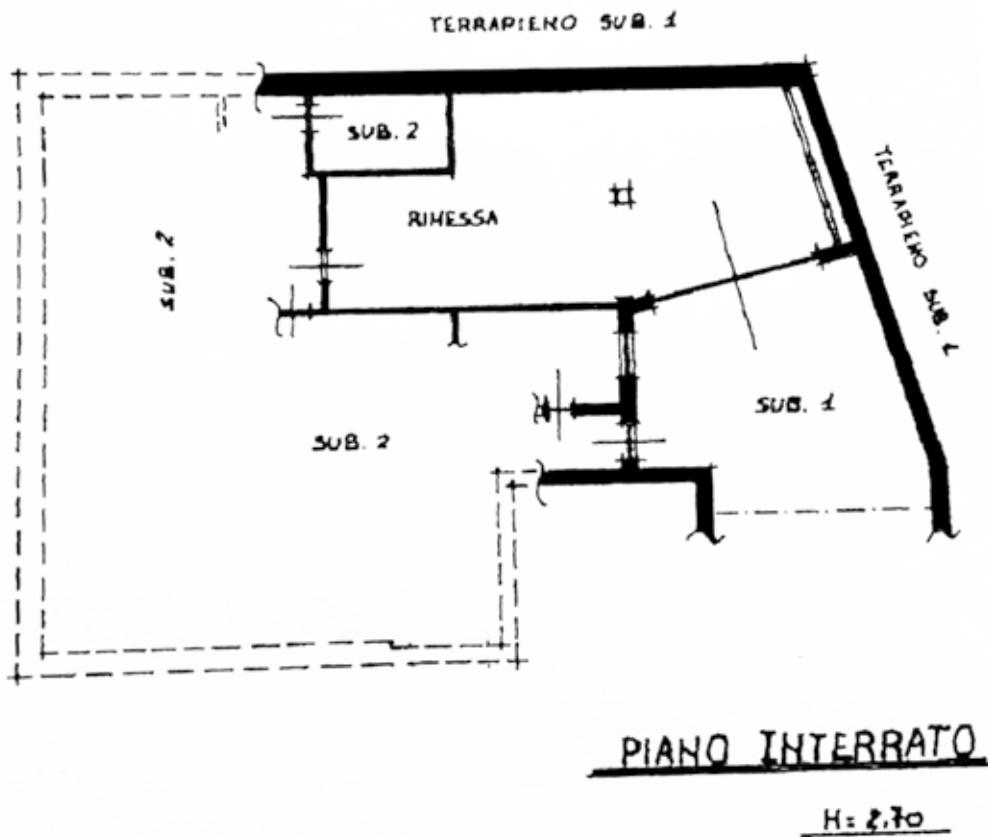 TERRAPIENO SUB. 1
SUB. 2
TERRAPIENO SUB. 1
RIMESSA
SUB. 2
SUB. 1
SUB. 2
PIANO INTERRATO
H = 2,70